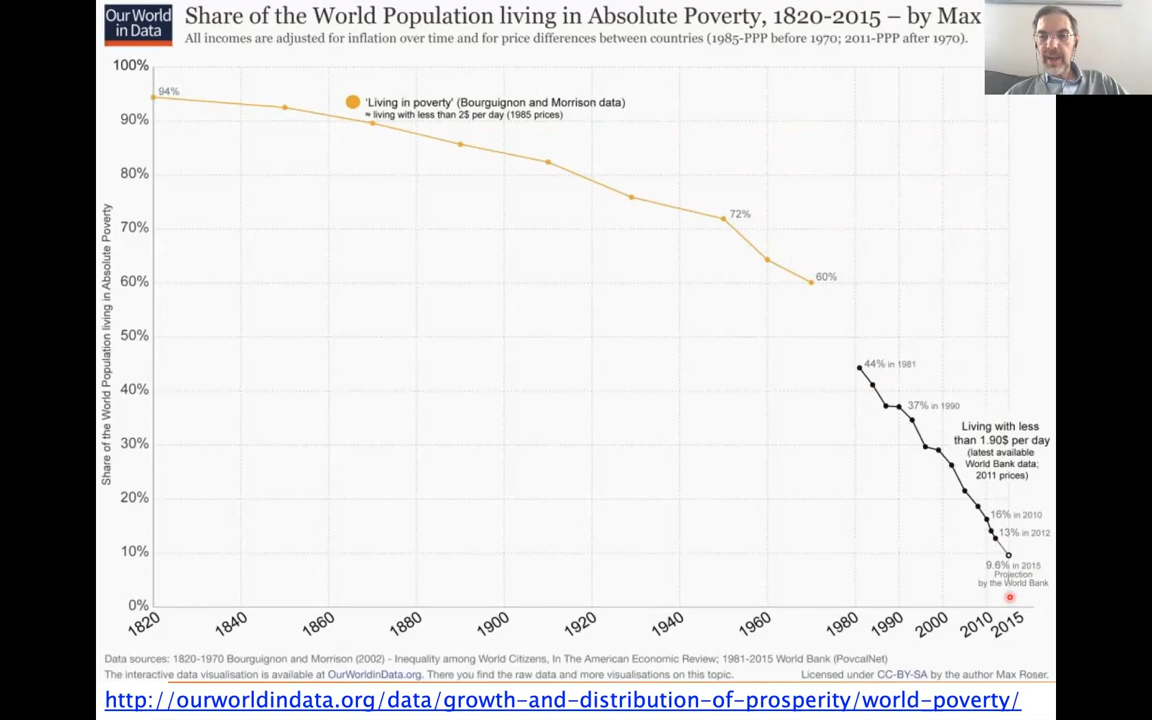 Our World
in Data
Share of the World Population living in Absolute Poverty, 1820-2015 – by Max
All incomes are adjusted for inflation over time and for price differences between countries (1985-PPP before 1970; 2011-PPP after 1970).
100%
94%
'Living in poverty' (Bourguignon and Morrison data)
≈ living with less than 2$ per day (1985 prices)
90%
80%
72%
70%
60%
60%
50%
44% in 1981
40%
37% in 1990
Living with less
than 1.90$ per day
(latest available
World Bank data;
2011 prices)
30%
20%
16% in 2010
13% in 2012
10%
9.6% in 2015
Projection
by the World Bank
0%
Share of the World Population living in Absolute Poverty
1820
1840
1860
1880
1900
1920
1940
1960
1980
1990
2000
2010
2015
Data sources: 1820-1970 Bourguignon and Morrison (2002) - Inequality among World Citizens, In The American Economic Review; 1981-2015 World Bank (PovcalNet)
The interactive data visualisation is available at OurWorldinData.org. There you find the raw data and more visualisations on this topic.
Licensed under CC-BY-SA by the author Max Roser.
http://ourworldindata.org/data/growth-and-distribution-of-prosperity/world-poverty/